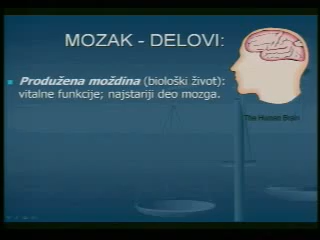 MOZAK - DELOVI:
Produžena moždina (biološki život):
vitalne funkcije; najstariji deo mozga.
The Human Brain